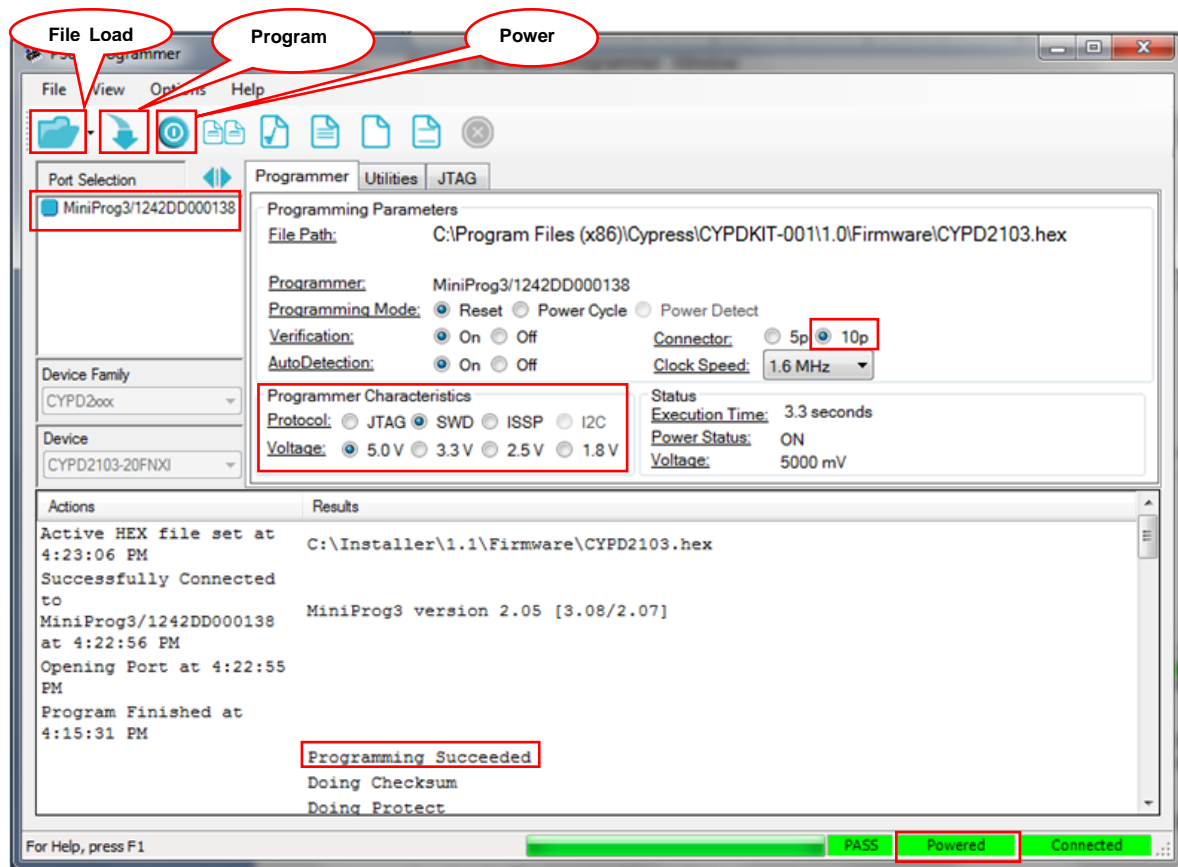 File Load
Program
Power
File View Options Help
Port Selection
MiniProg3/1242DD000138
Device Family
CYPD2xxx
Device
CYPD2103-20FNXI
Programmer Utilities JTAG
Programming Parameters
File Path: C:\Program Files (x86)\Cypress\CYPDKIT-001\1.0\Firmware\CYPD2103.hex
Programmer: MiniProg3/1242DD000138
Programming Mode: Reset Power Cycle Power Detect
Verification: On Off Connector: 5p 10p
AutoDetection: On Off Clock Speed: 1.6 MHz
Programmer Characteristics
Protocol: JTAG SWD ISSP I2C
Voltage: 5.0 V 3.3 V 2.5 V 1.8 V
Status
Execution Time: 3.3 seconds
Power Status: ON
Voltage: 5000 mV
Actions Results
Active HEX file set at
4:23:06 PM
C:\Installer\1.1\Firmware\CYPD2103.hex
Successfully Connected
to
MiniProg3/1242DD000138
at 4:22:56 PM
MiniProg3 version 2.05 [3.08/2.07]
Opening Port at 4:22:55
PM
Program Finished at
4:15:31 PM
Programming Succeeded
Doing Checksum
Doing Protect
For Help, press F1
PASS Powered Connected